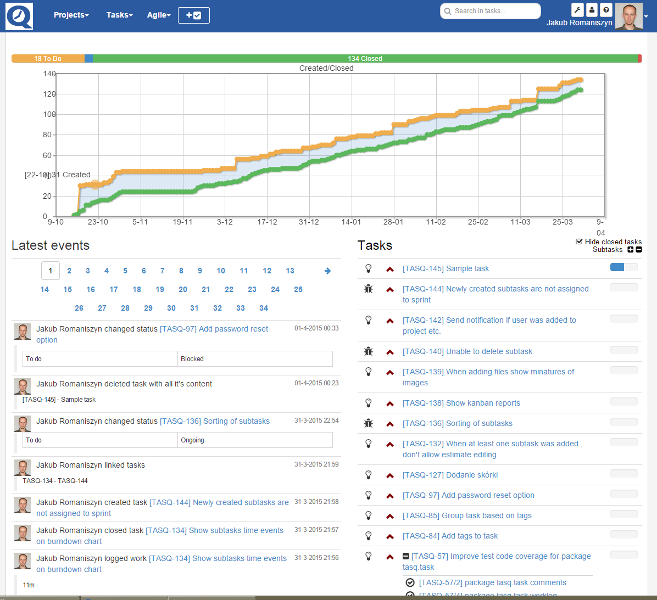 Projects Tasks Agile
Search in tasks
Jakub Romaniszyn
18 To Do 134 Closed
Created/Closed
140
120
100
80
60
40
20
0
[22-10] 31 Created
9-10 23-10 5-11 19-11 3-12 17-12 31-12 14-01 28-01 11-02 25-02 11-03 25-03 9-04
Latest events
1 2 3 4 5 6 7 8 9 10 11 12 13
14 15 16 17 18 19 20 21 22 23 24 25
26 27 28 29 30 31 32 33 34
Jakub Romaniszyn changed status [TASQ-97] Add password reset option 01-4-2015 00:33
To do Blocked
Jakub Romaniszyn deleted task with all it's content 01-4-2015 00:23
[TASQ-145] - Sample task
Jakub Romaniszyn changed status [TASQ-136] Sorting of subtasks 31-3-2015 22:54
To do Ongoing
Jakub Romaniszyn linked tasks 31-3-2015 21:59
TASQ-134 - TASQ-144
Jakub Romaniszyn created task [TASQ-144] Newly created subtasks are not assigned to sprint 31-3-2015 21:58
Jakub Romaniszyn closed task [TASQ-134] Show subtasks time events on burndown chart 31-3-2015 21:57
Jakub Romaniszyn logged work [TASQ-134] Show subtasks time events on burndown chart 31-3-2015 21:56
Tasks
Hide closed tasks
Subtasks
[TASQ-145] Sample task
[TASQ-144] Newly created subtasks are not assigned
to sprint
[TASQ-142] Send notification if user was added to
project etc.
[TASQ-140] Unable to delete subtask
[TASQ-139] When adding files show minatures of
images
[TASQ-138] Show kanban reports
[TASQ-136] Sorting of subtasks
[TASQ-132] When at least one subtask was added ,
don't allow estimate editing
[TASQ-127] Dodanie skórki
[TASQ-97] Add password reset option
[TASQ-85] Group task based on tags
[TASQ-84] Add tags to task
[TASQ-57] Improve test code coverage for package
tasq.task
[TASQ-57/2] package tasq.task comments